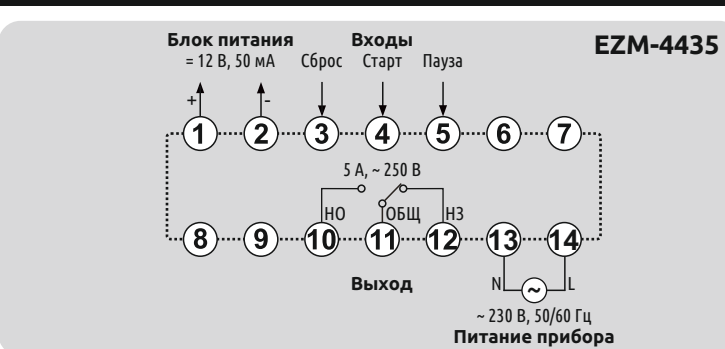 EZM-4435
Блок питания Входы
= 12 В, 50 мА Сброс Старт Пауза
+ -
1 2 3 4 5 6 7
5 А, ~ 250 В
НО ОБЩ НЗ
8 9 10 11 12 13 14
Выход N ~ L
~ 230 В, 50/60 Гц
Питание прибора